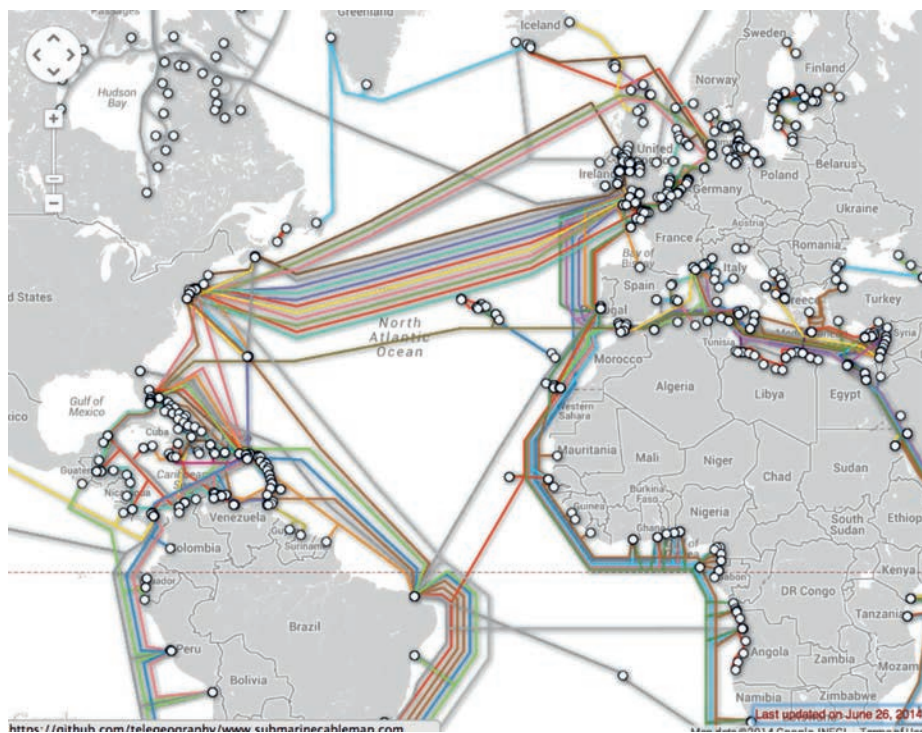 Passages
Greenland
Iceland
Sweden
Finland
Norway
Hudson
Bay
United
Ireland
Belarus
Poland
Germany
Ukraine
Austria
France
Romania
Bay of
Italy
Spain
d States
Turkey
North
Atlantic
Ocean
Syria
Tunisia
Morocco
Algeria
Libya
Egypt
Gulf of
Mexico
xico
Cuba
Western
Sahara
Mauritania
Mali
Niger
Chad
Sudan
Venezuela
Guinea
Burkina
Faso
Nigeria
Ghana
South
Sudan
Ethiop
Suriname
Colombia
Kenya
DR Congo
Tanzania
Brazil
Peru
Angola
Zambia
Mozam
Bolivia
Namibia
Zimbabwe
Last updated on June 26, 2014
https://github.com/telegeography/www.submarinecablemap.com